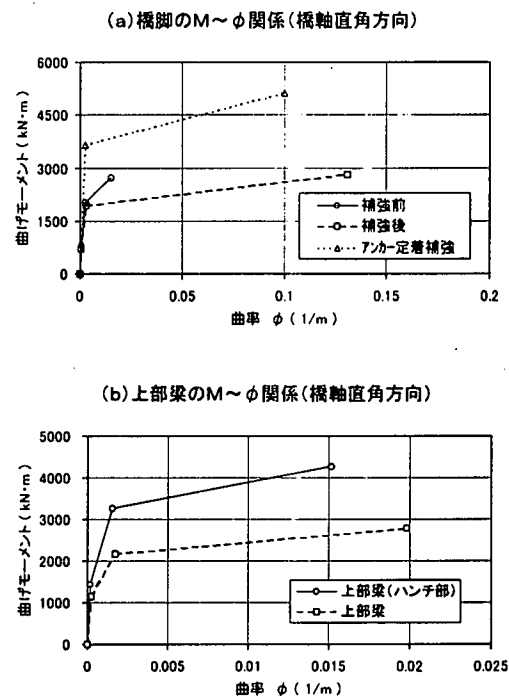 (a)橋脚のM～φ関係(橋軸直角方向)
6000
4500
3000
1500
0
曲げモーメント(kN·m)
補強前
補強後
アンカー定着補強
0 0.05 0.1 0.15 0.2
曲率 φ (1/m)
(b)上部梁のM～φ関係(橋軸直角方向)
5000
4000
3000
2000
1000
0
曲げモーメント(kN·m)
上部梁(ハンチ部)
上部梁
0 0.005 0.01 0.015 0.02 0.025
曲率 φ (1/m)